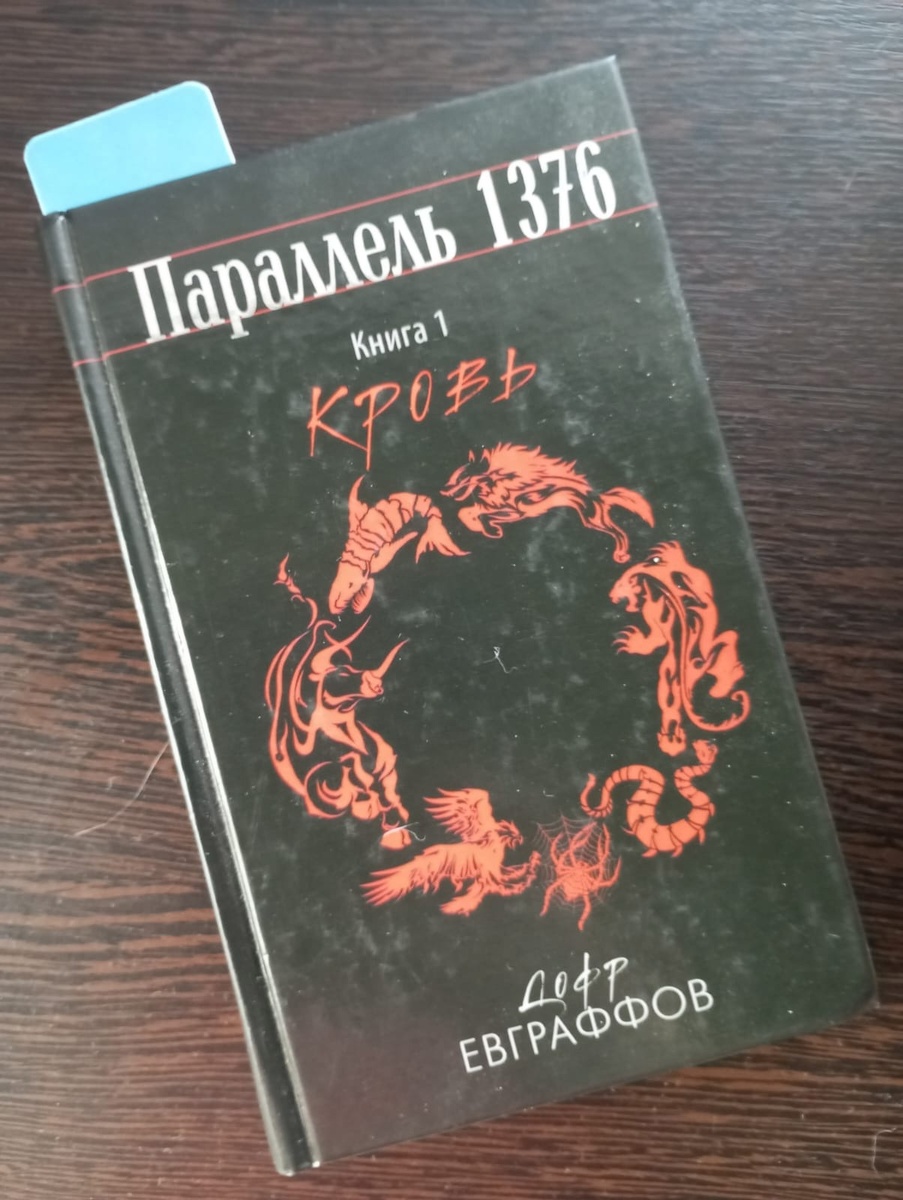 Параллель 1376
Книга 1
КРОВЬ
Дофр
ЕВГРАФФОВ